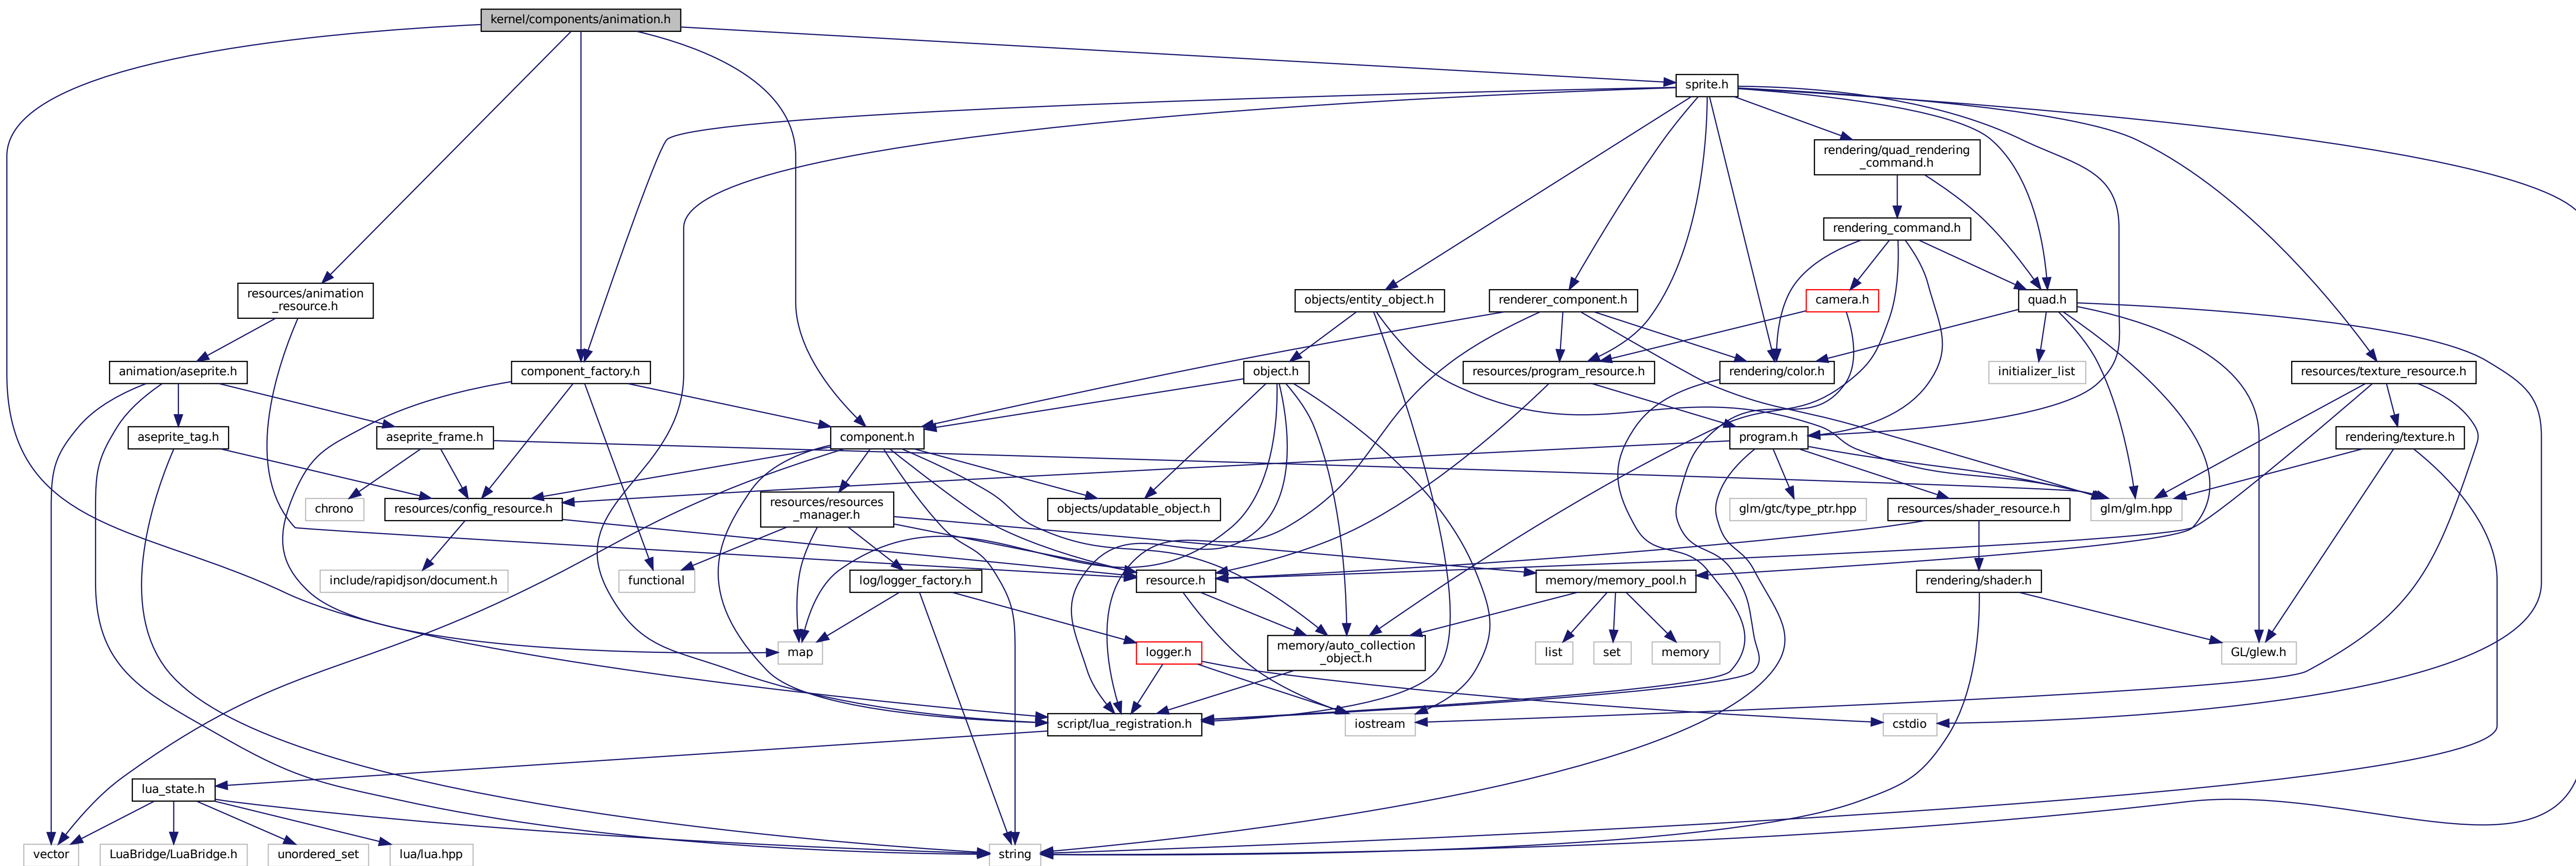 kernel/components/animation.h
sprite.h
rendering/quad_rendering
_command.h
rendering_command.h
resources/animation
_resource.h
objects/entity_object.h
renderer_component.h
camera.h
quad.h
animation/aseprite.h
component_factory.h
object.h
resources/program_resource.h
rendering/color.h
initializer_list
resources/texture_resource.h
aseprite_tag.h
aseprite_frame.h
component.h
program.h
rendering/texture.h
chrono
resources/config_resource.h
resources/resources
_manager.h
objects/updatable_object.h
glm/gtc/type_ptr.hpp
resources/shader_resource.h
glm/glm.hpp
include/rapidjson/document.h
functional
log/logger_factory.h
resource.h
memory/memory_pool.h
rendering/shader.h
map
logger.h
memory/auto_collection
_object.h
list
set
memory
GL/glew.h
script/lua_registration.h
iostream
cstdio
lua_state.h
vector
LuaBridge/LuaBridge.h
unordered_set
lua/lua.hpp
string